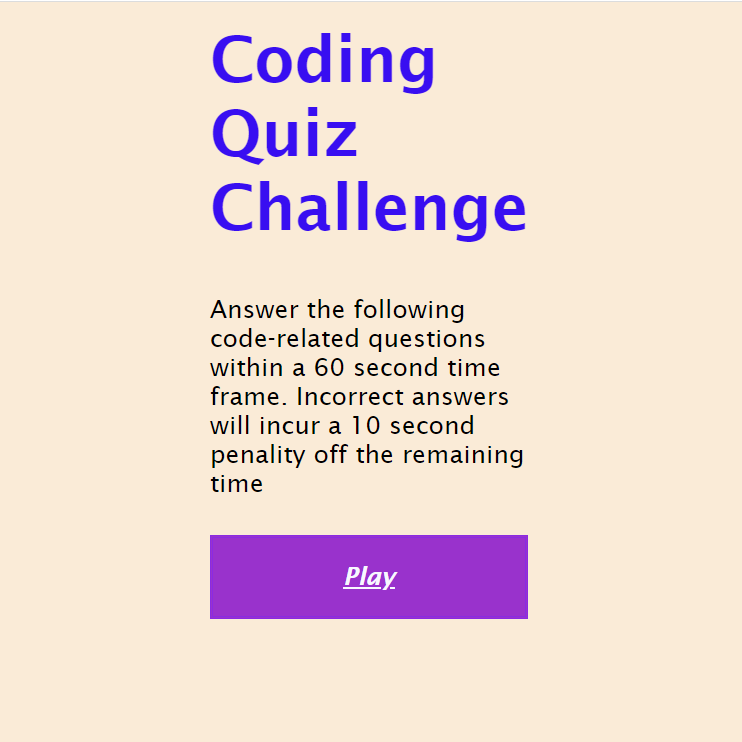 Coding
Quiz
Challenge
Answer the following
code-related questions
within a 60 second time
frame. Incorrect answers
will incur a 10 second
penality off the remaining
time
Play